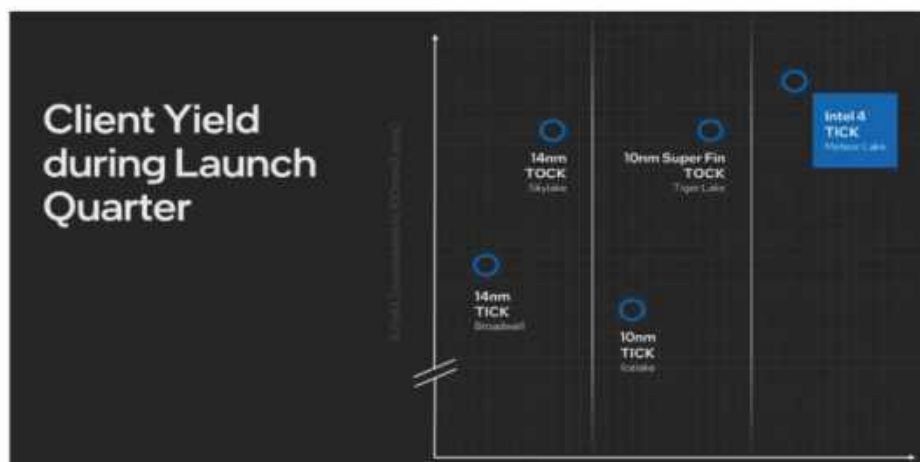 Client Yield
during Launch
Quarter
14nm
TOCK
Skylake
10nm Super Fin
TOCK
Tiger Lake
Intel 4
TICK
Meteor Lake
14nm
TICK
Broadwell
10nm
TICK
Icelake